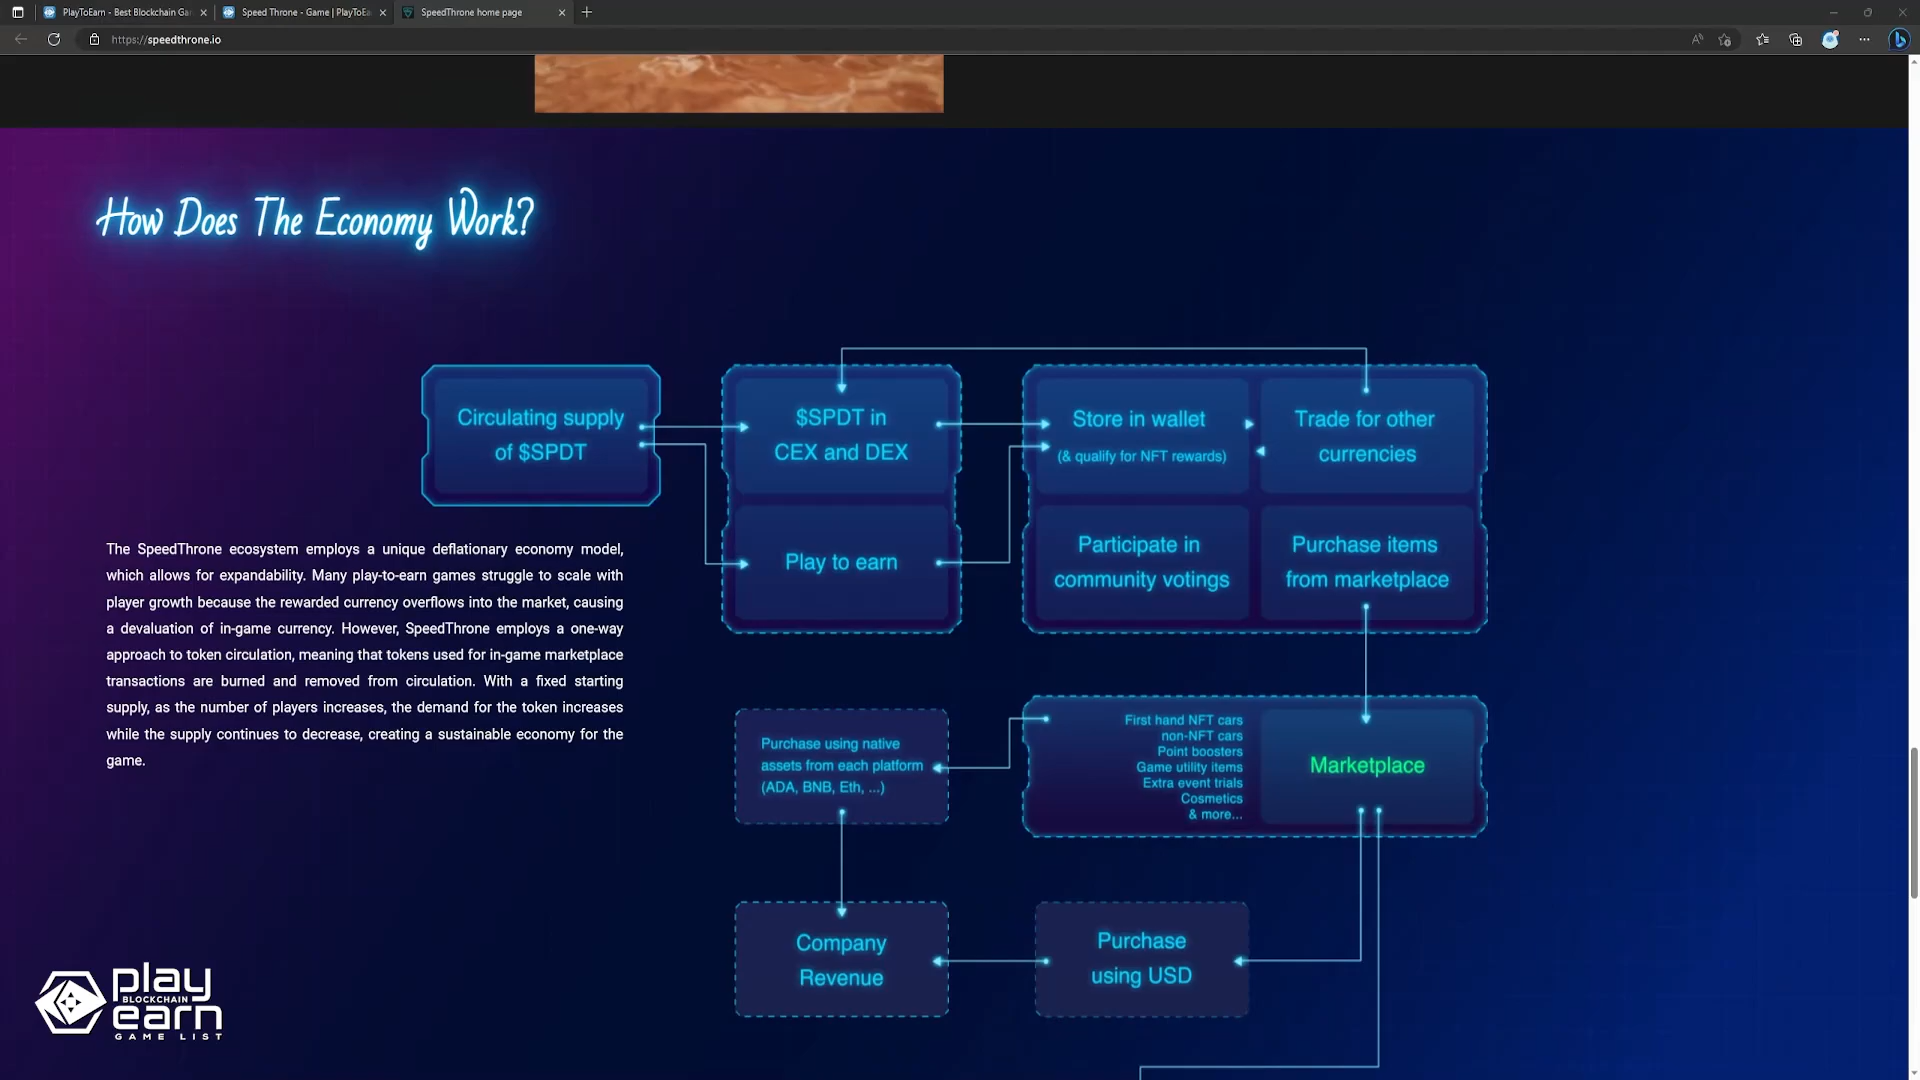 PlayToEarn - Best Blockchain Ga
Speed Throne - Game | PlayToEa
SpeedThrone home page
https://speedthrone.io
How Does The Economy Work?
Circulating supply
of $SPDT
$SPDT in
CEX and DEX
Play to earn
Store in wallet
(& qualify for NFT rewards)
Trade for other
currencies
Participate in
community votings
Purchase items
from marketplace
The SpeedThrone ecosystem employs a unique deflationary economy model,
which allows for expandability. Many play-to-earn games struggle to scale with
player growth because the rewarded currency overflows into the market, causing
a devaluation of in-game currency. However, SpeedThrone employs a one-way
approach to token circulation, meaning that tokens used for in-game marketplace
transactions are burned and removed from circulation. With a fixed starting
supply, as the number of players increases, the demand for the token increases
while the supply continues to decrease, creating a sustainable economy for the
game.
Purchase using native
assets from each platform
(ADA, BNB, Eth, ...)
First hand NFT cars
non-NFT cars
Point boosters
Game utility items
Extra event trials
Cosmetics
& more...
Marketplace
Company
Revenue
Purchase
using USD
play
BLOCKCHAIN
earn
GAME LIST